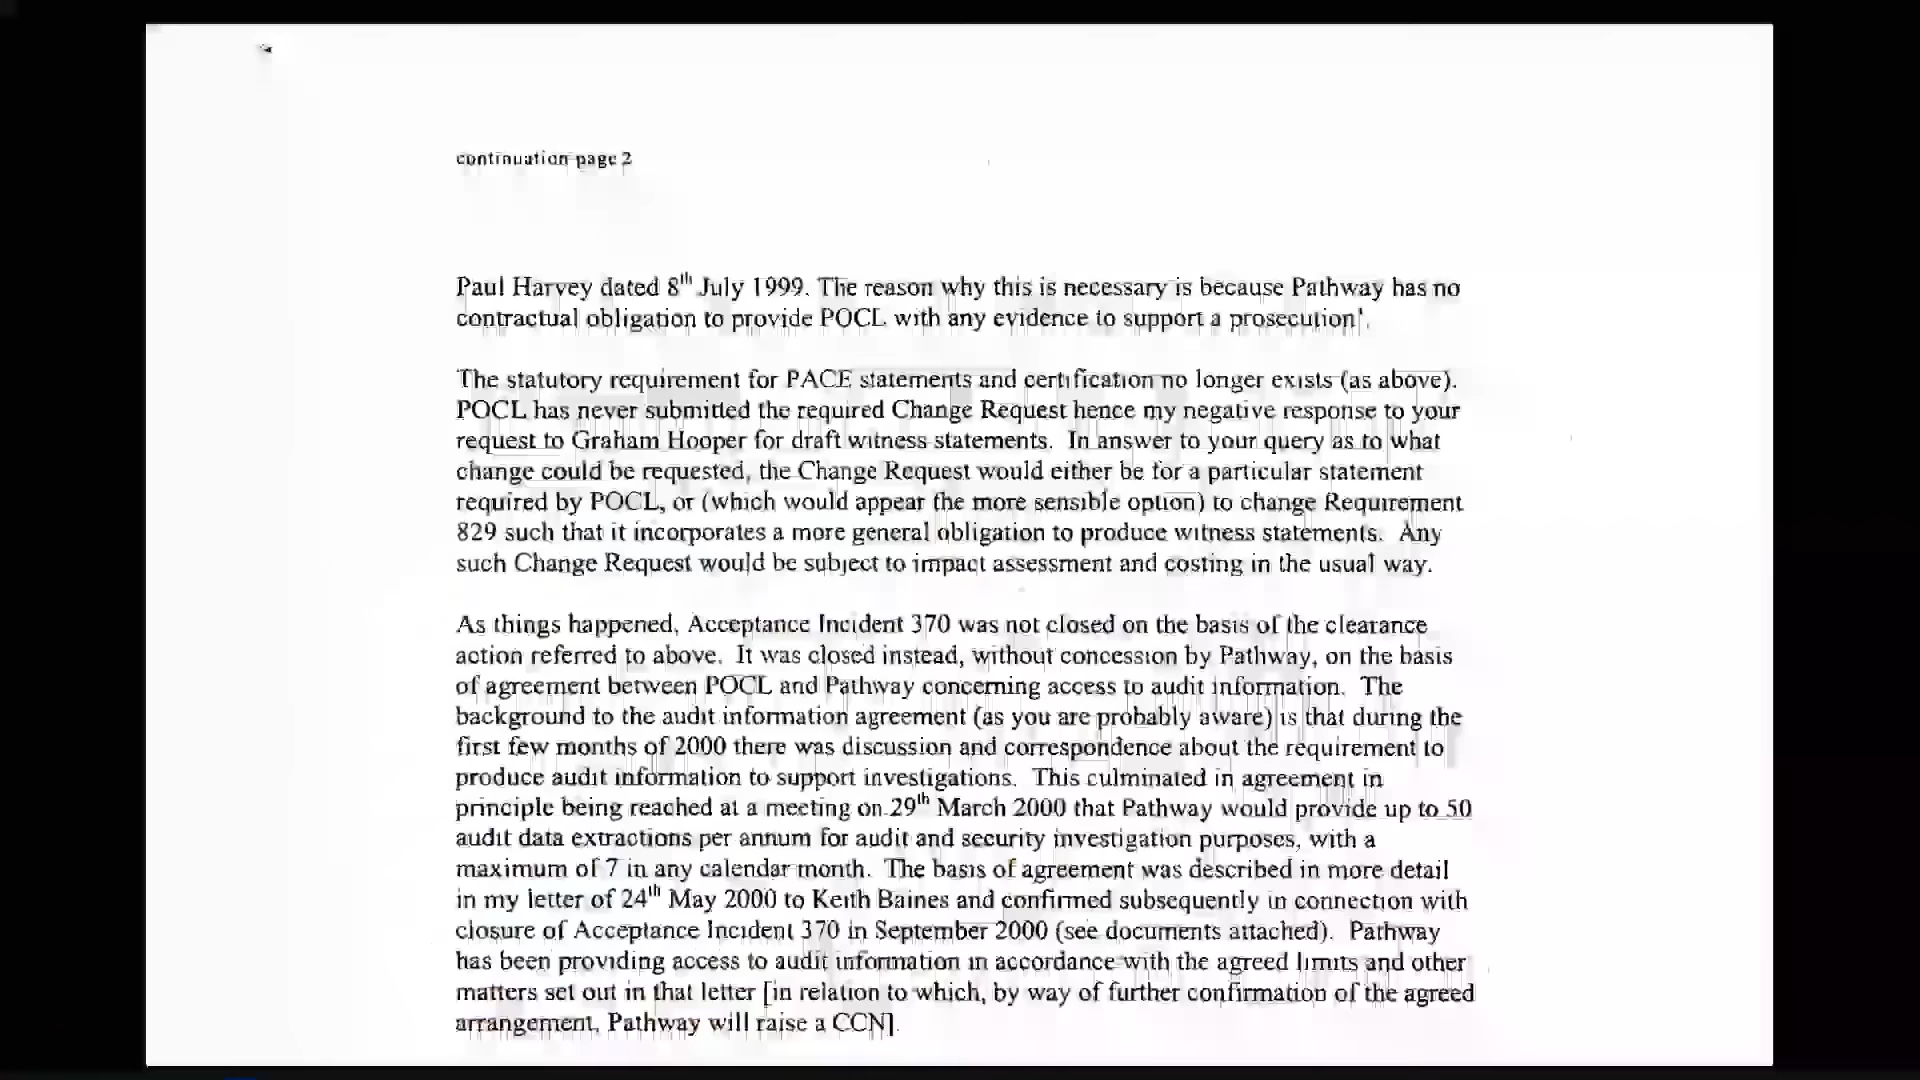 continuation page 2
Paul Harvey dated 8th July 1999. The reason why this is necessary is because Pathway has no
contractual obligation to provide POCL with any evidence to support a prosecution'.
The statutory requirement for PACE statements and certification no longer exists (as above).
POCL has never submitted the required Change Request hence my negative response to your
request to Graham Hooper for draft witness statements. In answer to your query as to what
change could be requested, the Change Request would either be for a particular statement
required by POCL, or (which would appear the more sensible option) to change Requirement
829 such that it incorporates a more general obligation to produce witness statements. Any
such Change Request would be subject to impact assessment and costing in the usual way.
As things happened, Acceptance Incident 370 was not closed on the basis of the clearance
action referred to above. It was closed instead, without concession by Pathway, on the basis
of agreement between POCL and Pathway concerning access to audit information. The
background to the audit information agreement (as you are probably aware) is that during the
first few months of 2000 there was discussion and correspondence about the requirement to
produce audit information to support investigations. This culminated in agreement in
principle being reached at a meeting on 29th March 2000 that Pathway would provide up to 50
audit data extractions per annum for audit and security investigation purposes, with a
maximum of 7 in any calendar month. The basis of agreement was described in more detail
in my letter of 24th May 2000 to Keith Baines and confirmed subsequently in connection with
closure of Acceptance Incident 370 in September 2000 (see documents attached). Pathway
has been providing access to audit information in accordance with the agreed limits and other
matters set out in that letter [in relation to which, by way of further confirmation of the agreed
arrangement, Pathway will raise a CCN].